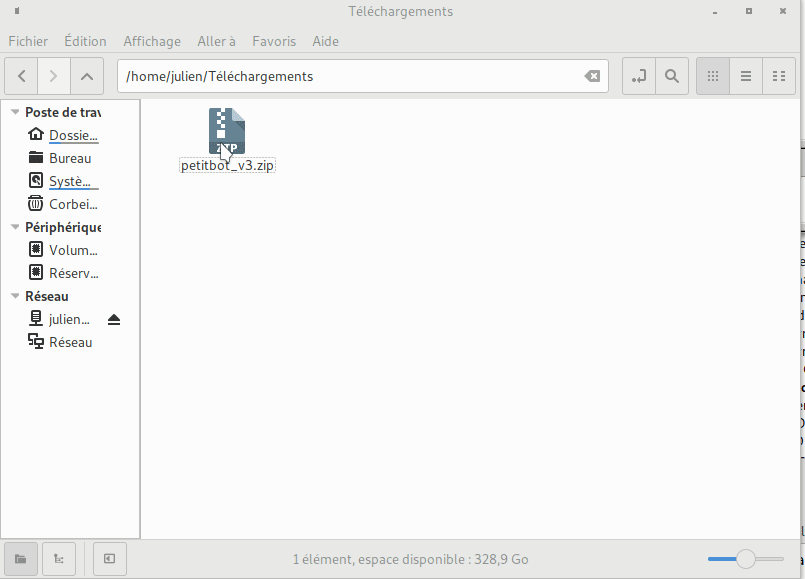 Téléchargements
Fichier Édition Affichage Aller à Favoris Aide
/home/julien/Téléchargements
Poste de trav
Dossie...
Bureau
Systè...
Corbei...
Périphérique
Volum...
Réserv...
Réseau
julien...
Réseau
ZIP
petitbot_v3.zip
1 élément, espace disponible : 328,9 Go